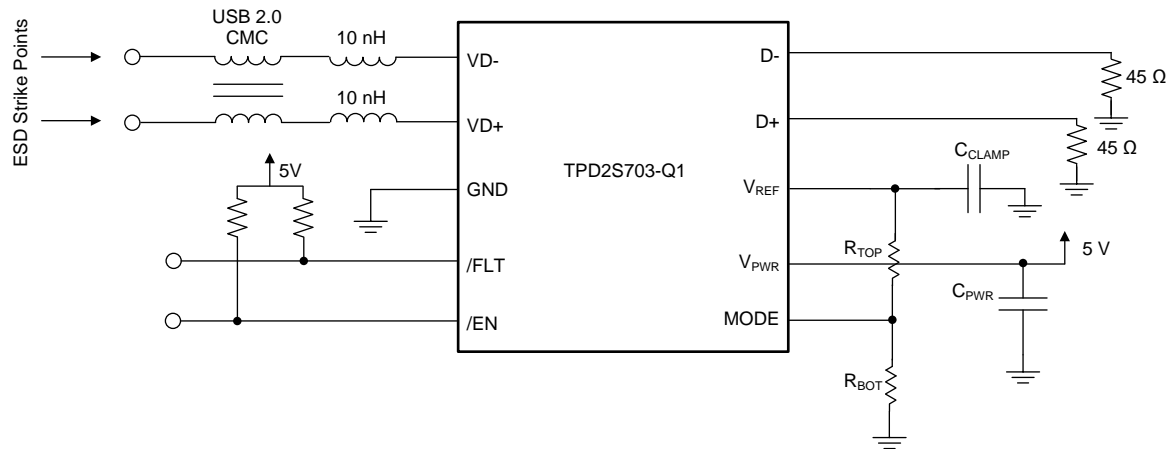 ESD Strike Points
USB 2.0
CMC
10 nH
10 nH
5V
VD-
VD+
GND
/FLT
/EN
TPD2S703-Q1
D-
D+
VREF
VPWR
MODE
45 Ω
45 Ω
CCLAMP
RTOP
5 V
CPWR
RBOT